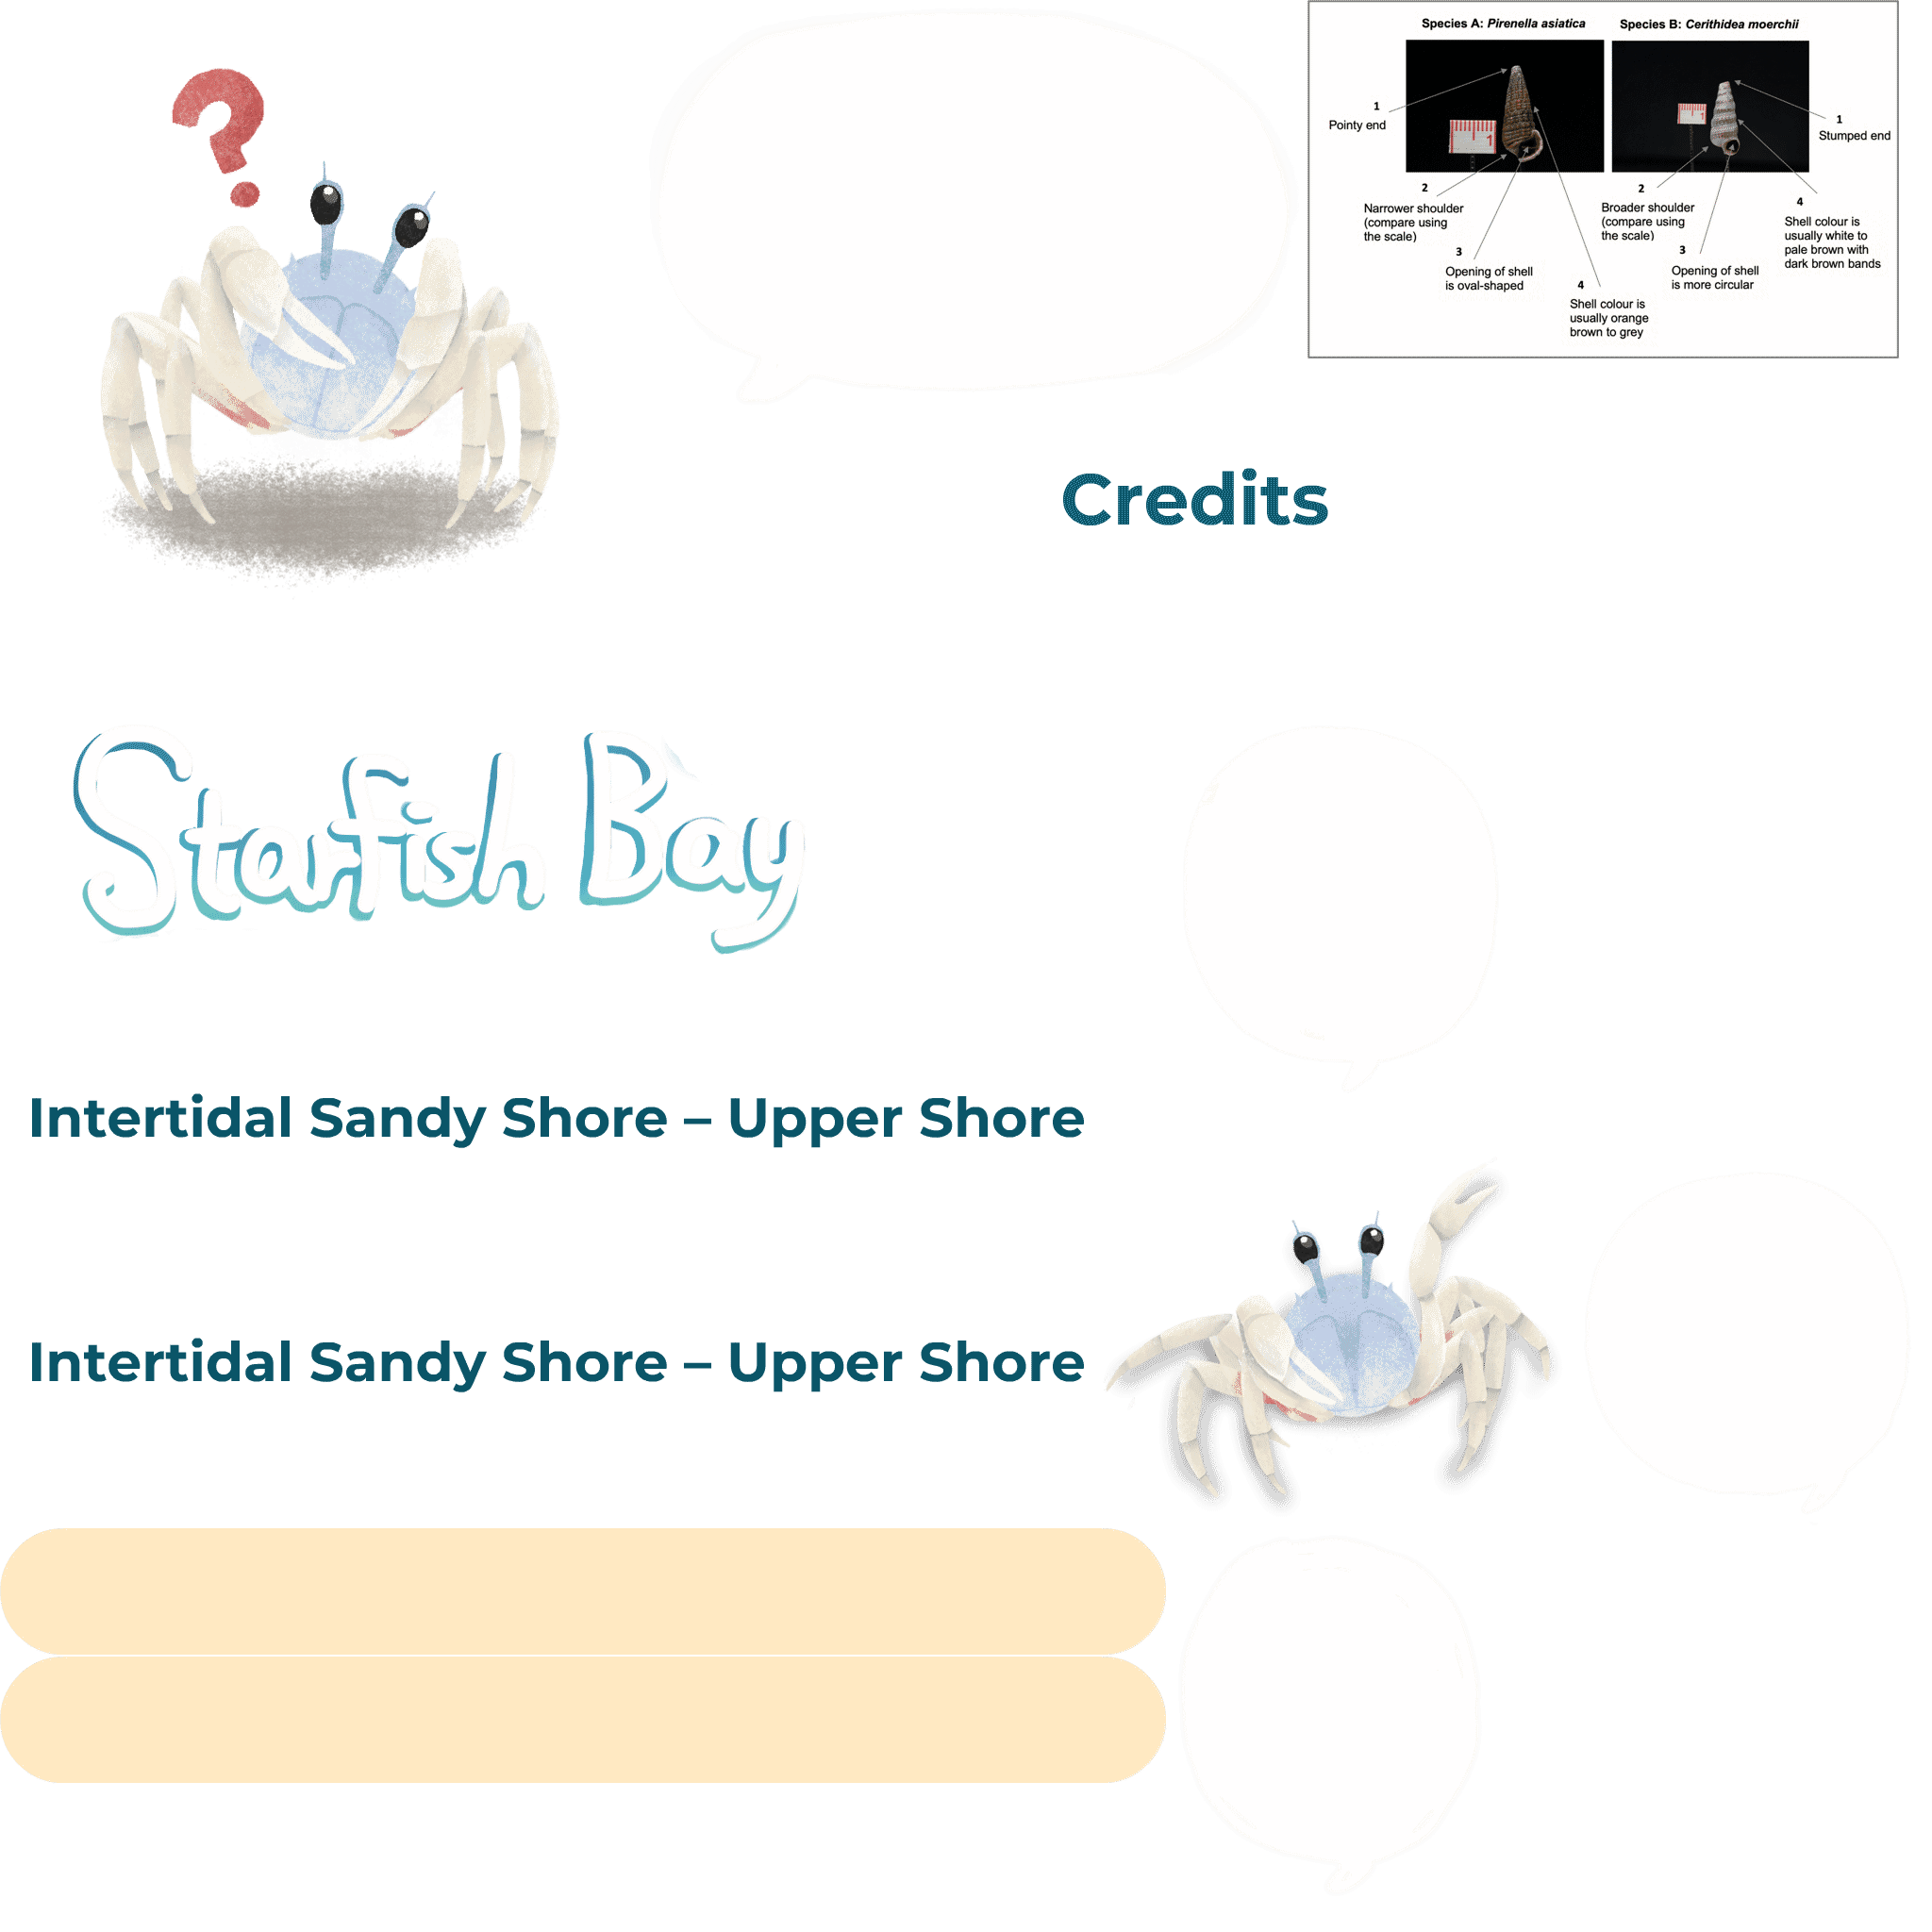 ?
Species A: Pirenella asiatica
Species B: Cerithidea moerchii
1
Pointy end
1
Stumped end
1
1
2
Narrower shoulder
(compare using
the scale)
2
Broader shoulder
(compare using
the scale)
4
Shell colour is
usually white to
pale brown with
dark brown bands
3
Opening of shell
is oval-shaped
3
Opening of shell
is more circular
4
Shell colour is
usually orange
brown to grey
Credits
Starfish Bay
Intertidal Sandy Shore – Upper Shore
Intertidal Sandy Shore – Upper Shore